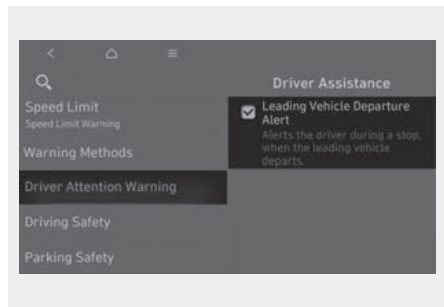 Speed Limit
Speed Limit Warning
Warning Methods
Driver Attention Warning
Driving Safety
Parking Safety
Driver Assistance
Leading Vehicle Departure
Alert
Alerts the driver during a stop,
when the leading vehicle
departs.